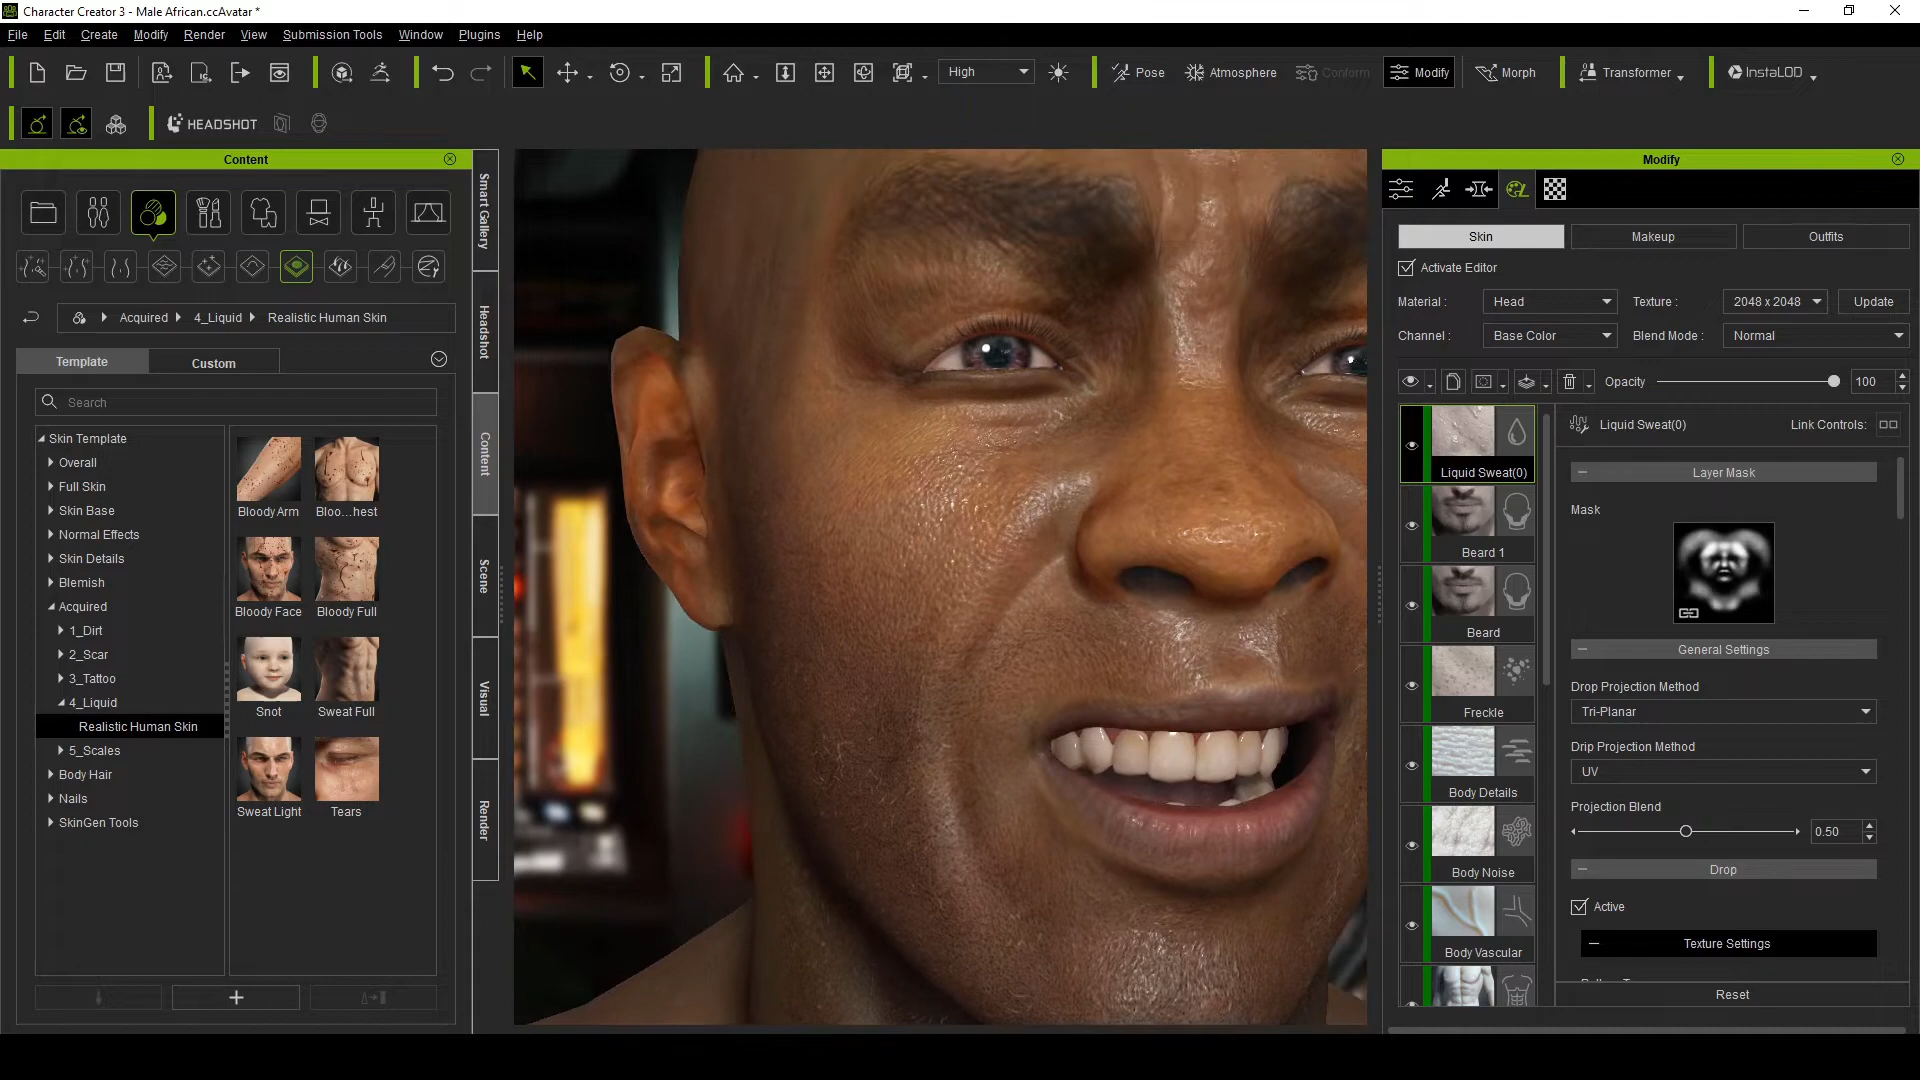 Character Creator 3 - Male African.ccAvatar *
File Edit Create Modify Render View Submission Tools Window Plugins Help
High Pose Atmosphere Conform Modify Morph Transformer InstaLOD
HEADSHOT
Content
Acquired 4_Liquid Realistic Human Skin
Template Custom
Search
Skin Template
Overall
Full Skin
Skin Base
Normal Effects
Skin Details
Blemish
Acquired
1_Dirt
2_Scar
3_Tattoo
4_Liquid
Realistic Human Skin
5_Scales
Body Hair
Nails
SkinGen Tools
Bloody Arm Bloo...hest
Bloody Face Bloody Full
Snot Sweat Full
Sweat Light Tears
Smart Gallery
Headshot
Content
Scene
Visual
Render
Modify
Skin Makeup Outfits
Activate Editor
Material : Head Texture : 2048 x 2048 Update
Channel : Base Color Blend Mode : Normal
Opacity 100
Liquid Sweat(0)
Beard 1
Beard
Freckle
Body Details
Body Noise
Body Vascular
Liquid Sweat(0) Link Controls:
Layer Mask
Mask
General Settings
Drop Projection Method
Tri-Planar
Drip Projection Method
UV
Projection Blend
0.50
Drop
Active
Texture Settings
Reset